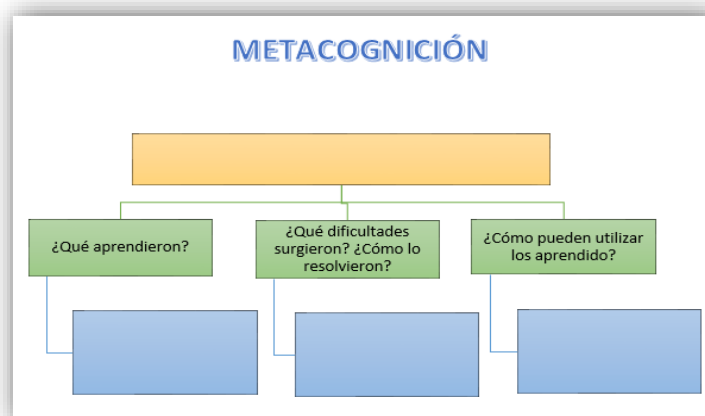 METACOGNICIÓN
¿Qué aprendieron?
¿Qué dificultades
surgieron? ¿Cómo lo
resolvieron?
¿Cómo pueden utilizar
los aprendido?